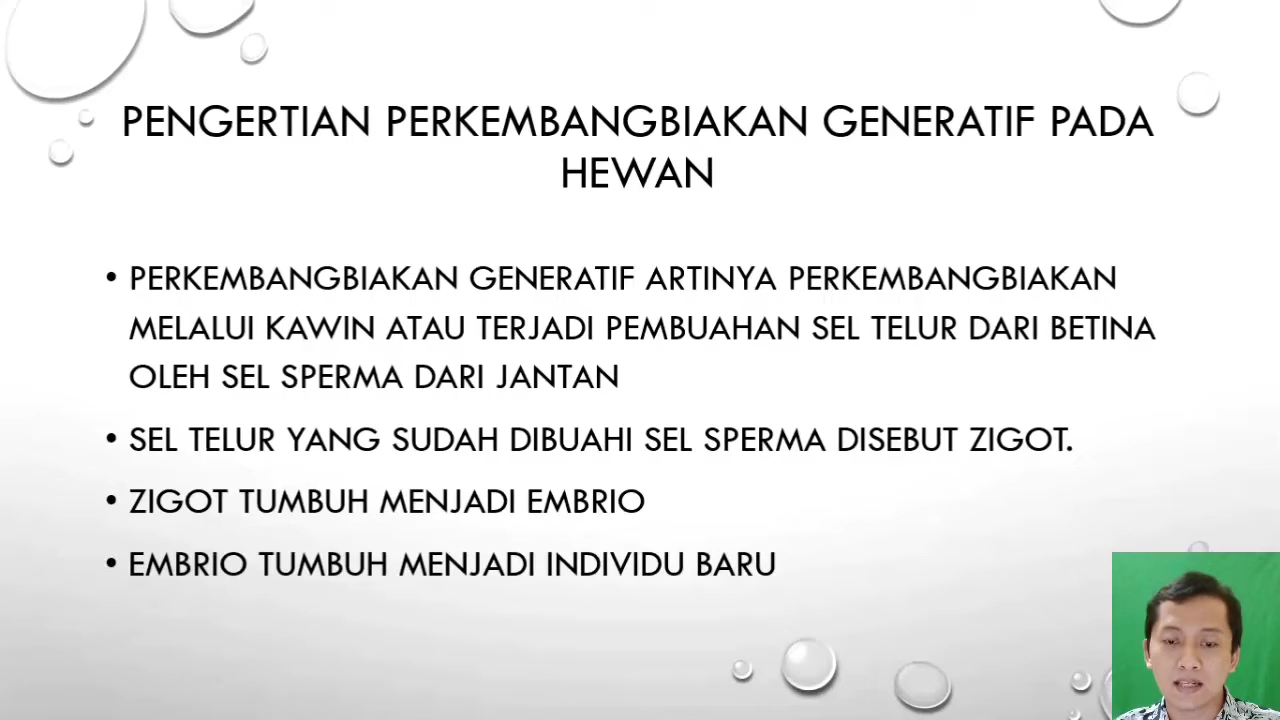 PENGERTIAN PERKEMBANGBIAKAN GENERATIF PADA
HEWAN
• PERKEMBANGBIAKAN GENERATIF ARTINYA PERKEMBANGBIAKAN
MELALUI KAWIN ATAU TERJADI PEMBUAHAN SEL TELUR DARI BETINA
OLEH SEL SPERMA DARI JANTAN
• SEL TELUR YANG SUDAH DIBUAHI SEL SPERMA DISEBUT ZIGOT.
• ZIGOT TUMBUH MENJADI EMBRIO
• EMBRIO TUMBUH MENJADI INDIVIDU BARU